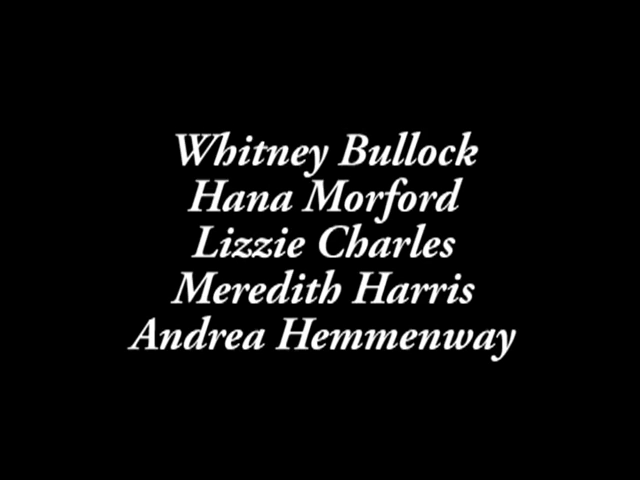 Whitney Bullock
Hana Morford
Lizzie Charles
Meredith Harris
Andrea Hemmenway